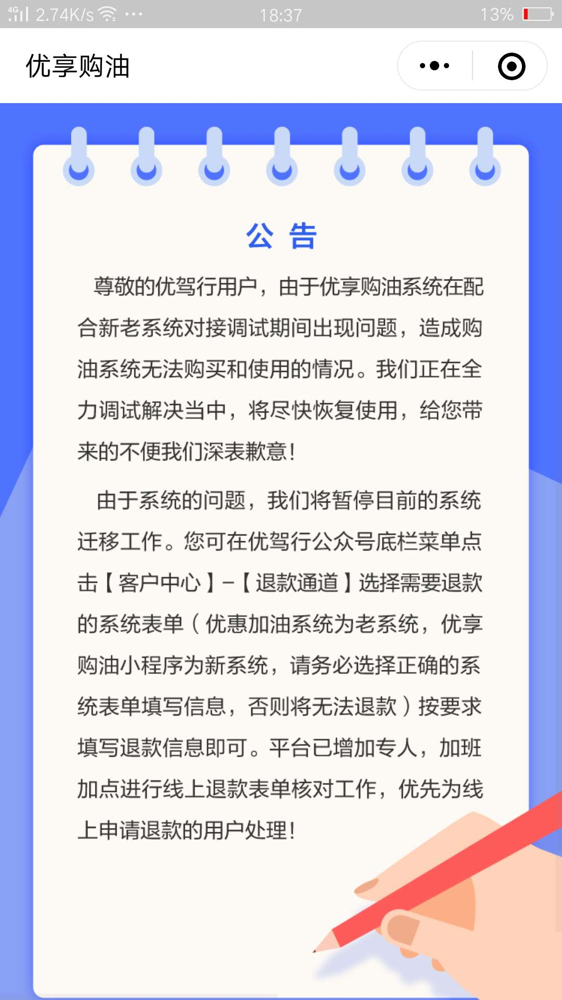 4G 2.74K/s ··· 18:37 13%
优享购油
公 告
尊敬的优驾行用户，由于优享购油系统在配
合新老系统对接调试期间出现问题，造成购
油系统无法购买和使用的情况。我们正在全
力调试解决当中，将尽快恢复使用，给您带
来的不便我们深表歉意！
由于系统的问题，我们将暂停目前的系统
迁移工作。您可在优驾行公众号底栏菜单点
击【客户中心】-【退款通道】选择需要退款
的系统表单（优惠加油系统为老系统，优享
购油小程序为新系统，请务必选择正确的系
统表单填写信息，否则将无法退款）按要求
填写退款信息即可。平台已增加专人，加班
加点进行线上退款表单核对工作，优先为线
上申请退款的用户处理！